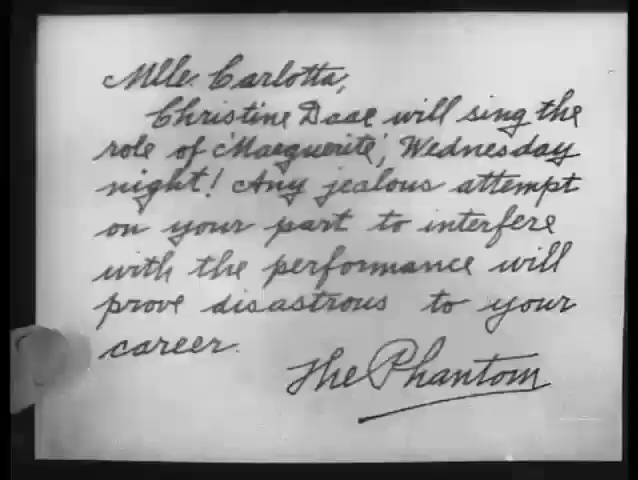 Mlle. Carlotta,
Christine Daae will sing the
role of 'Marguerite', Wednesday
night! Any jealous attempt
on your part to interfere
with the performance will
prove disastrous to your
career.
The Phantom